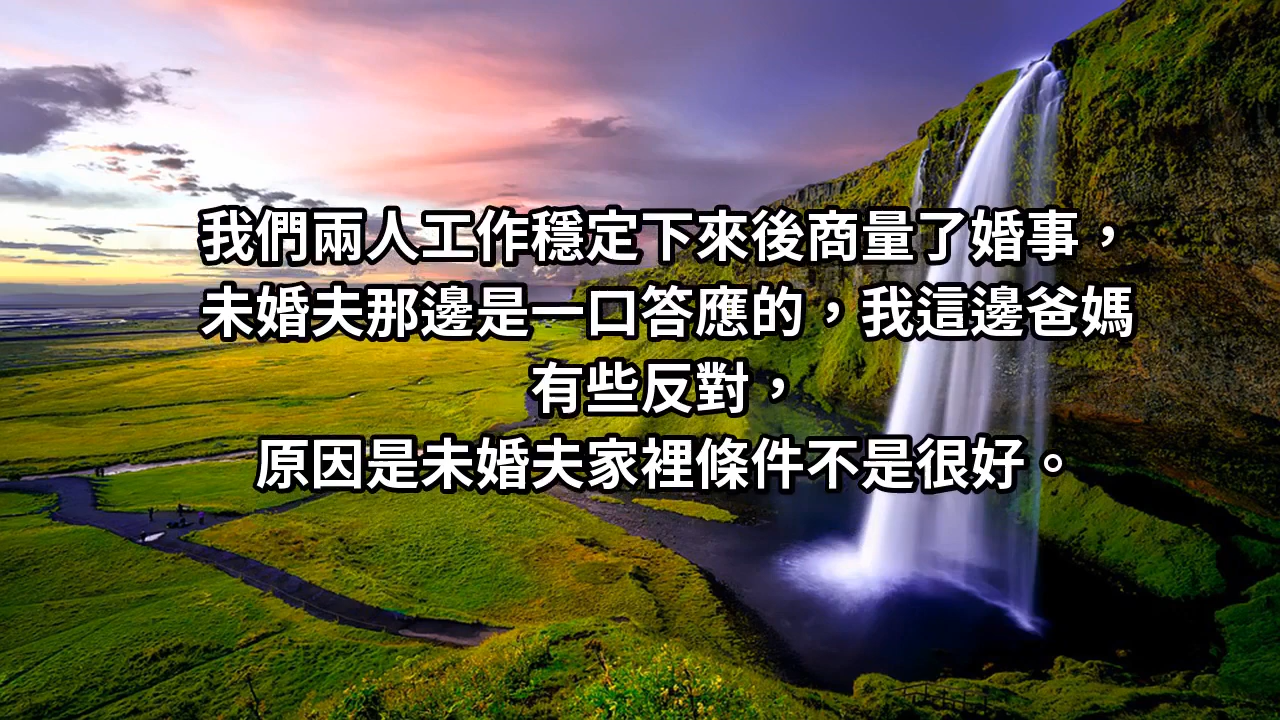 我們兩人工作穩定下來後商量了婚事，
未婚夫那邊是一口答應的，我這邊爸媽
有些反對，
原因是未婚夫家裡條件不是很好。